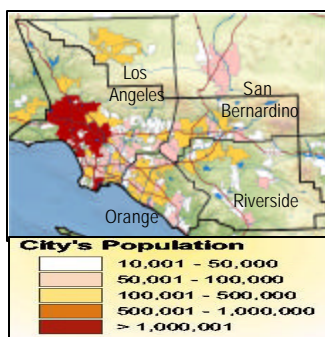 Los
Angeles
San
Bernardino
Riverside
Orange
City's Population
10,001 - 50,000
50,001 - 100,000
100,001 - 500,000
500,001 - 1,000,000
> 1,000,001